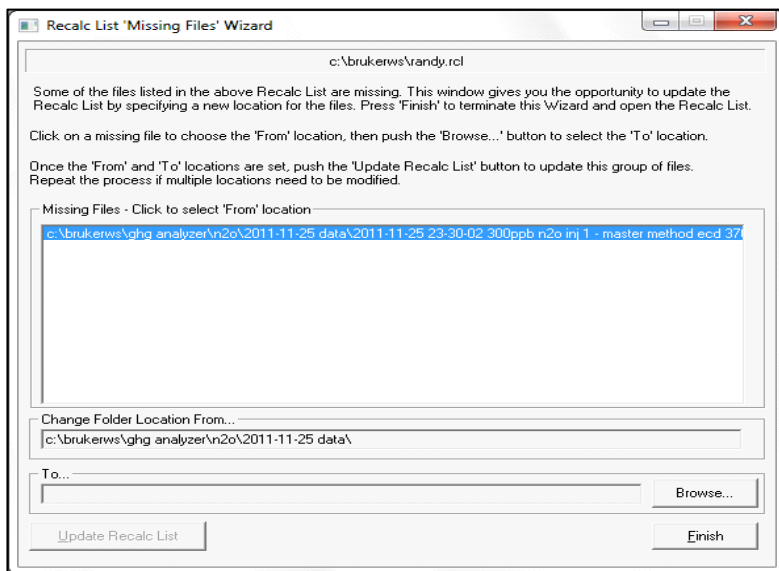 Recalc List 'Missing Files' Wizard
c:\brukerws\randy.rcl
Some of the files listed in the above Recalc List are missing. This window gives you the opportunity to update the
Recalc List by specifying a new location for the files. Press 'Finish' to terminate this Wizard and open the Recalc List.
Click on a missing file to choose the 'From' location, then push the 'Browse...' button to select the 'To' location.
Once the 'From' and 'To' locations are set, push the 'Update Recalc List' button to update this group of files.
Repeat the process if multiple locations need to be modified.
Missing Files - Click to select 'From' location
c:\brukerws\ghg analyzer\n2o\2011-11-25 data\2011-11-25 23-30-02 300ppb n2o inj 1 - master method ecd 37
Change Folder Location From...
c:\brukerws\ghg analyzer\n2o\2011-11-25 data\
To...
Browse...
Update Recalc List
Finish